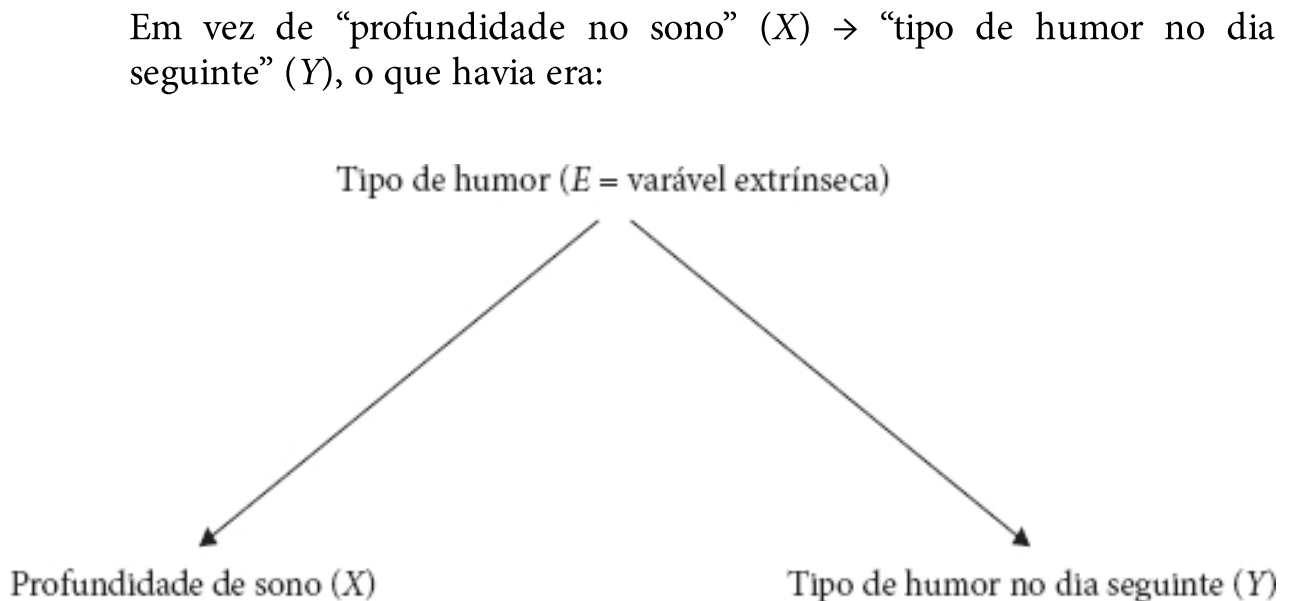 Em vez de “profundidade no sono” (X) → “tipo de humor no dia
seguinte” (Y), o que havia era:
Tipo de humor (E = varável extrínseca)
Profundidade de sono (X)
Tipo de humor no dia seguinte (Y)